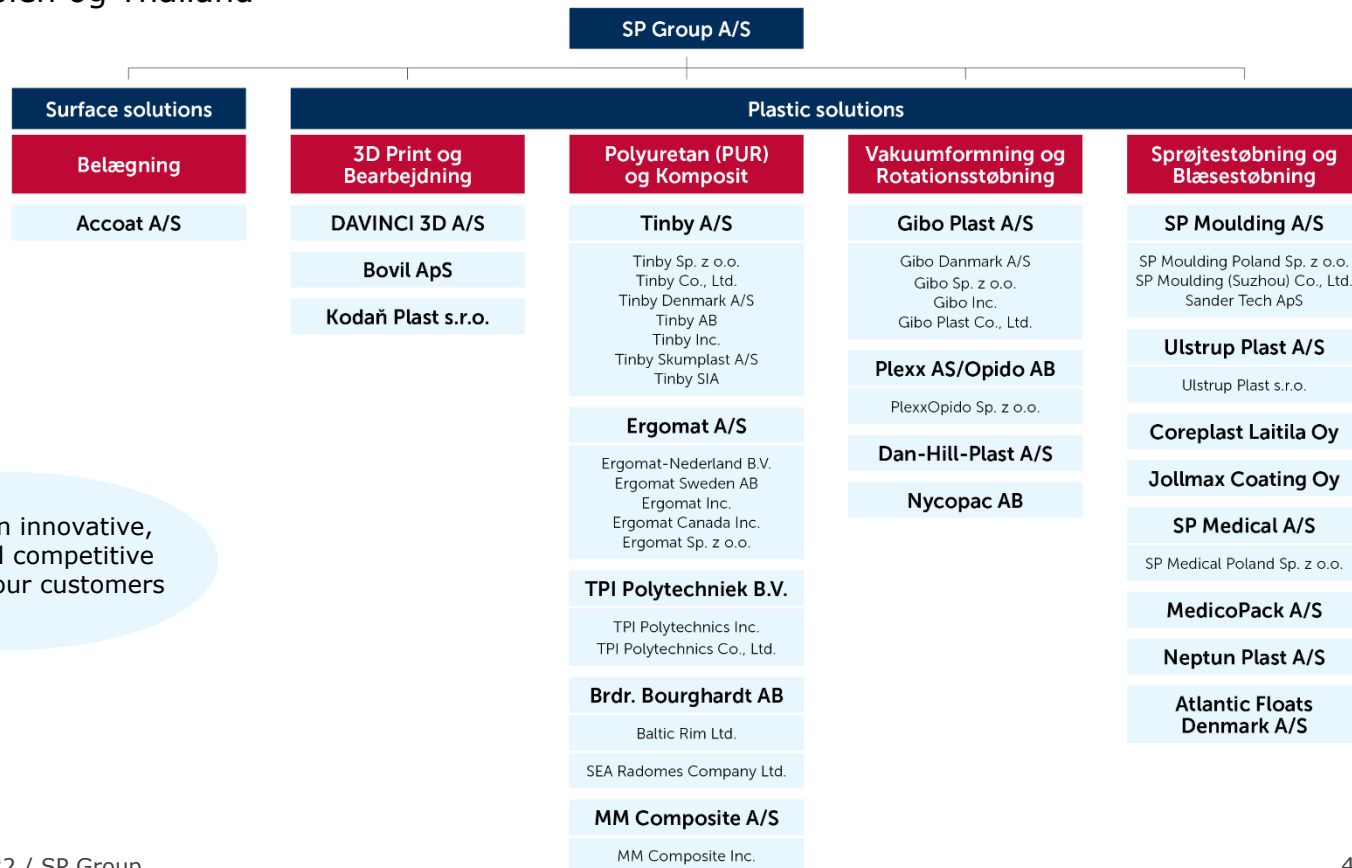 og Thailand
SP Group A/S
Surface solutions
Plastic solutions
Belægning
Accoat A/S
3D Print og
Bearbejdning
DAVINCI 3D A/S
Bovil ApS
Kodaň Plast s.r.o.
Polyuretan (PUR)
og Komposit
Tinby A/S
Tinby Sp. z o.o.
Tinby Co., Ltd.
Tinby Denmark A/S
Tinby AB
Tinby Inc.
Tinby Skumplast A/S
Tinby SIA
Ergomat A/S
Ergomat-Nederland B.V.
Ergomat Sweden AB
Ergomat Inc.
Ergomat Canada Inc.
Ergomat Sp. z o.o.
TPI Polytechniek B.V.
TPI Polytechnics Inc.
TPI Polytechnics Co., Ltd.
Brdr. Bourghardt AB
Baltic Rim Ltd.
SEA Radomes Company Ltd.
MM Composite A/S
MM Composite Inc.
Vakuumformning og
Rotationsstøbning
Gibo Plast A/S
Gibo Danmark A/S
Gibo Sp. z o.o.
Gibo Inc.
Gibo Plast Co., Ltd.
Plexx AS/Opido AB
PlexxOpido Sp. z o.o.
Dan-Hill-Plast A/S
Nycopac AB
Sprøjtestøbning og
Blæsestøbning
SP Moulding A/S
SP Moulding Poland Sp. z o.o.
SP Moulding (Suzhou) Co., Ltd.
Sander Tech ApS
Ulstrup Plast A/S
Ulstrup Plast s.r.o.
Coreplast Laitila Oy
Jollmax Coating Oy
SP Medical A/S
SP Medical Poland Sp. z o.o.
MedicoPack A/S
Neptun Plast A/S
Atlantic Floats
Denmark A/S
innovative,
competitive
our customers
/ SP Group
4